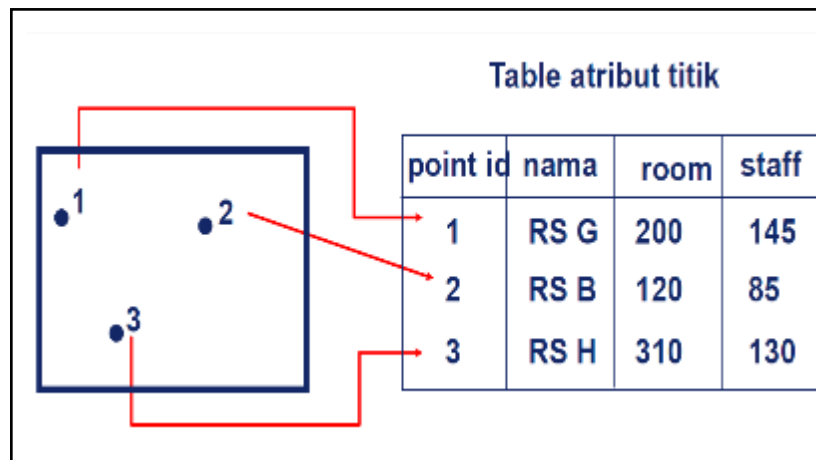 Table atribut titik
point id nama room staff
1 RS G 200 145
2 RS B 120 85
3 RS H 310 130
1
2
3